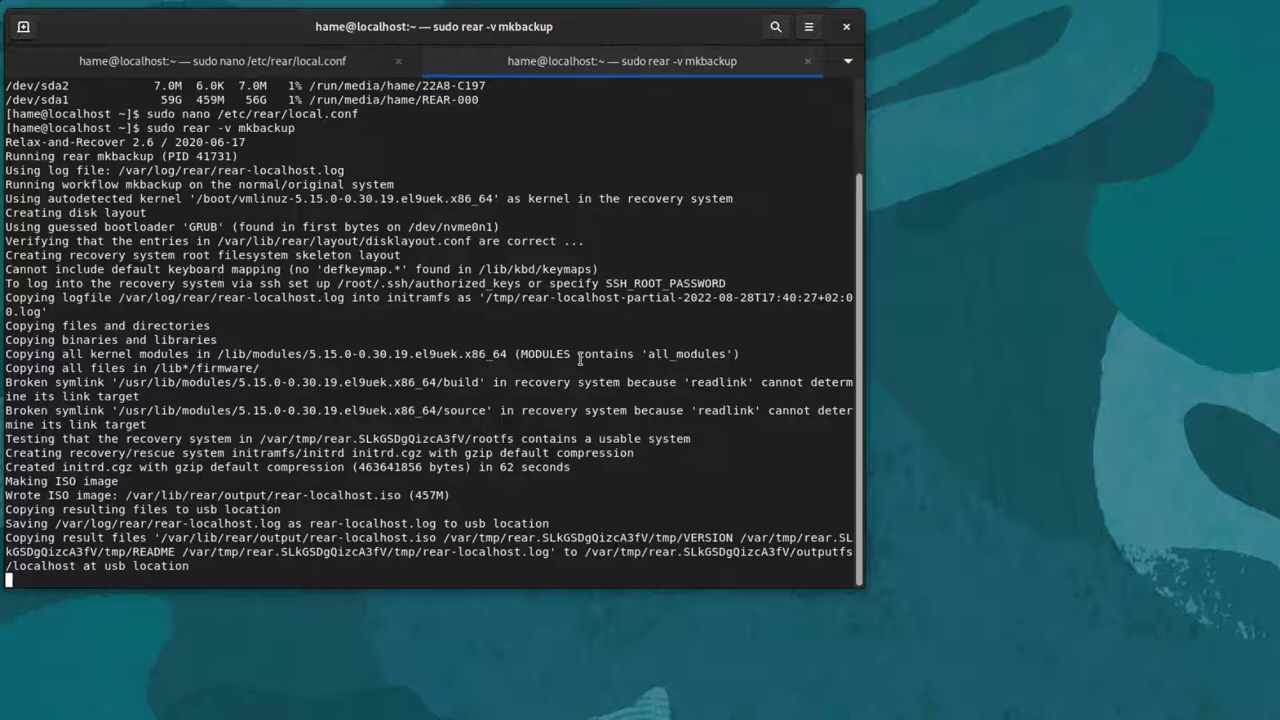 hame@localhost:~ — sudo rear -v mkbackup
hame@localhost:~ — sudo nano /etc/rear/local.conf
hame@localhost:~ — sudo rear -v mkbackup
/dev/sda2       7.0M  6.0K  7.0M   1% /run/media/hame/22A8-C197
/dev/sda1        59G  459M   56G   1% /run/media/hame/REAR-000
[hame@localhost ~]$ sudo nano /etc/rear/local.conf
[hame@localhost ~]$ sudo rear -v mkbackup
Relax-and-Recover 2.6 / 2020-06-17
Running rear mkbackup (PID 41731)
Using log file: /var/log/rear/rear-localhost.log
Running workflow mkbackup on the normal/original system
Using autodetected kernel '/boot/vmlinuz-5.15.0-0.30.19.el9uek.x86_64' as kernel in the recovery system
Creating disk layout
Using guessed bootloader 'GRUB' (found in first bytes on /dev/nvme0n1)
Verifying that the entries in /var/lib/rear/layout/disklayout.conf are correct ...
Creating recovery system root filesystem skeleton layout
Cannot include default keyboard mapping (no 'defkeymap.*' found in /lib/kbd/keymaps)
To log into the recovery system via ssh set up /root/.ssh/authorized_keys or specify SSH_ROOT_PASSWORD
Copying logfile /var/log/rear/rear-localhost.log into initramfs as '/tmp/rear-localhost-partial-2022-08-28T17:40:27+02:0
0.log'
Copying files and directories
Copying binaries and libraries
Copying all kernel modules in /lib/modules/5.15.0-0.30.19.el9uek.x86_64 (MODULES contains 'all_modules')
Copying all files in /lib*/firmware/
Broken symlink '/usr/lib/modules/5.15.0-0.30.19.el9uek.x86_64/build' in recovery system because 'readlink' cannot determ
ine its link target
Broken symlink '/usr/lib/modules/5.15.0-0.30.19.el9uek.x86_64/source' in recovery system because 'readlink' cannot deter
mine its link target
Testing that the recovery system in /var/tmp/rear.SLkGSDgQizcA3fV/rootfs contains a usable system
Creating recovery/rescue system initramfs/initrd initrd.cgz with gzip default compression
Created initrd.cgz with gzip default compression (463641856 bytes) in 62 seconds
Making ISO image
Wrote ISO image: /var/lib/rear/output/rear-localhost.iso (457M)
Copying resulting files to usb location
Saving /var/log/rear/rear-localhost.log as rear-localhost.log to usb location
Copying result files '/var/lib/rear/output/rear-localhost.iso /var/tmp/rear.SLkGSDgQizcA3fV/tmp/VERSION /var/tmp/rear.SL
kGSDgQizcA3fV/tmp/README /var/tmp/rear.SLkGSDgQizcA3fV/tmp/rear-localhost.log' to /var/tmp/rear.SLkGSDgQizcA3fV/outputfs
/localhost at usb location